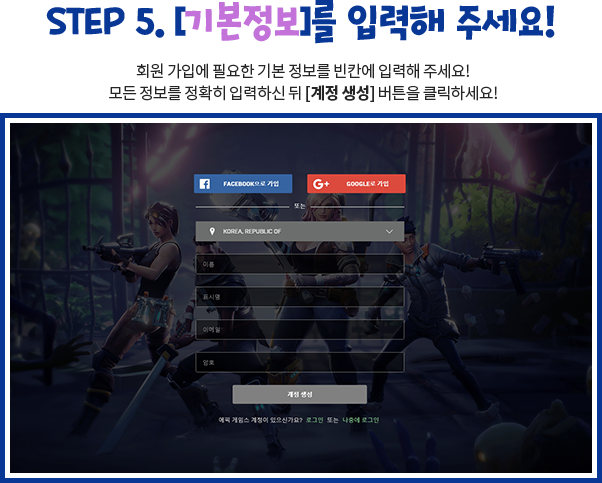 STEP 5. [기본정보]를 입력해 주세요!
회원 가입에 필요한 기본 정보를 빈칸에 입력해 주세요!
모든 정보를 정확히 입력하신 뒤 [계정 생성] 버튼을 클릭하세요!
FACEBOOK으로 가입
G+ GOOGLE로 가입
또는
KOREA, REPUBLIC OF
이름
표시명
이메일
암호
계정 생성
에픽 게임스 계정이 있으신가요? 로그인 또는 나중에 로그인